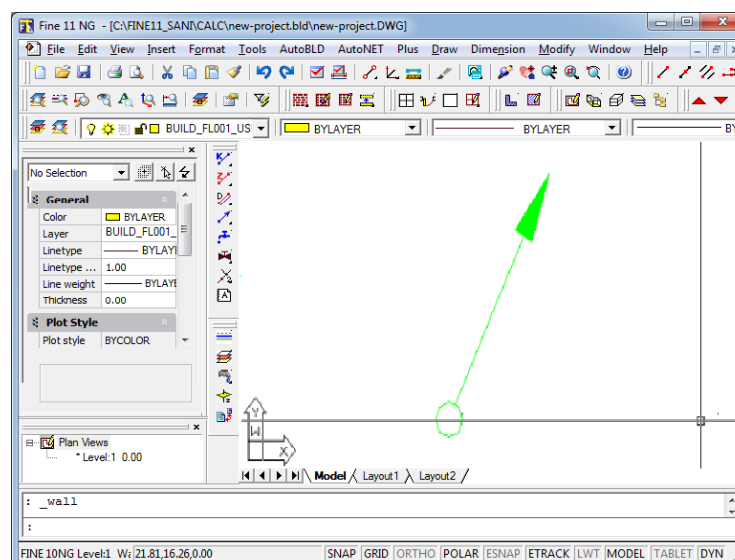 Fine 11 NG - [C:\FINE11_SANI\CALC\new-project.bld\new-project.DWG]
File Edit View Insert Format Tools AutoBLD AutoNET Plus Draw Dimension Modify Window Help
BUILD_FL001_US BYLAYER BYLAYER BY
No Selection
General
Color BYLAYER
Layer BUILD_FL001_
Linetype BYLAY
Linetype ... 1.00
Line weight BYLAYE
Thickness 0.00
Plot Style
Plot style BYCOLOR
Plan Views
* Level:1 0.00
Y
W
X
Model Layout1 Layout2
: _wall
:
FINE 10NG Level:1 Wa 21.81,16.26,0.00 SNAP GRID ORTHO POLAR ESNAP ETRACK LWT MODEL TABLET DYN